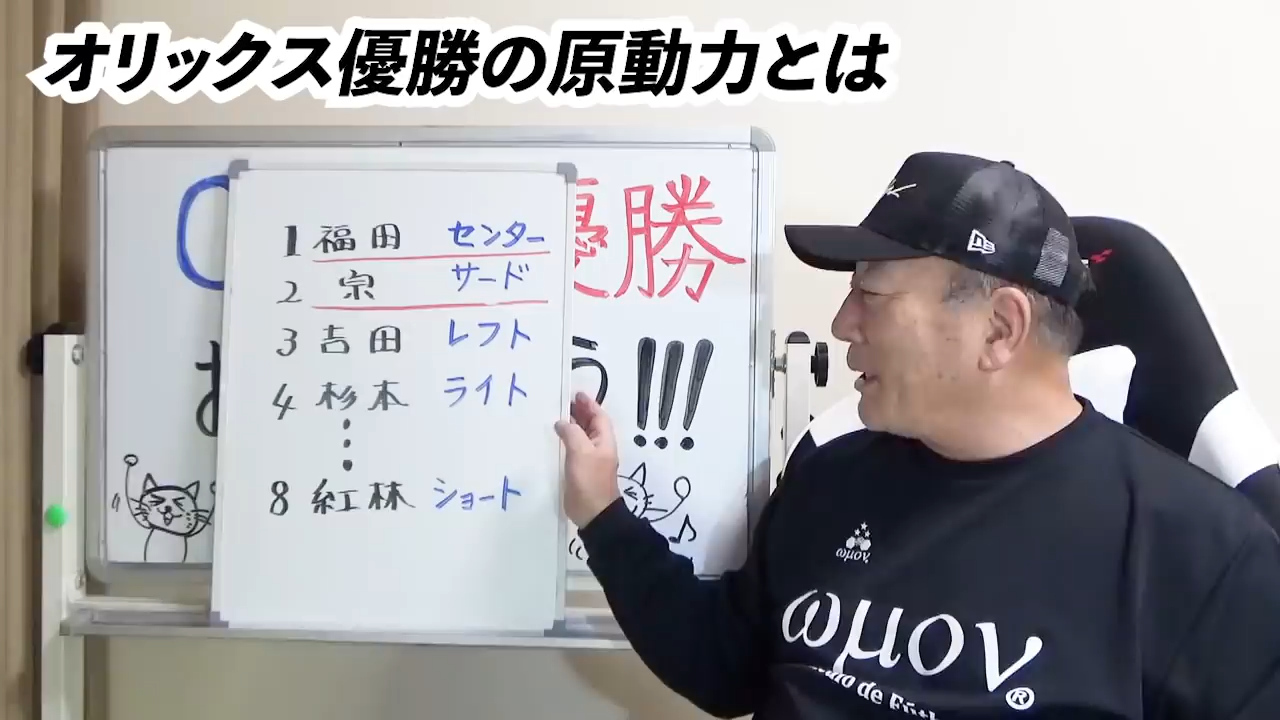 オリックス優勝の原動力とは
優勝
1 福田 センター
2 宗 サード
3 吉田 レフト
う!!!
4 杉本 ライト
8 紅林 ショート
ωμον
ωμον
®